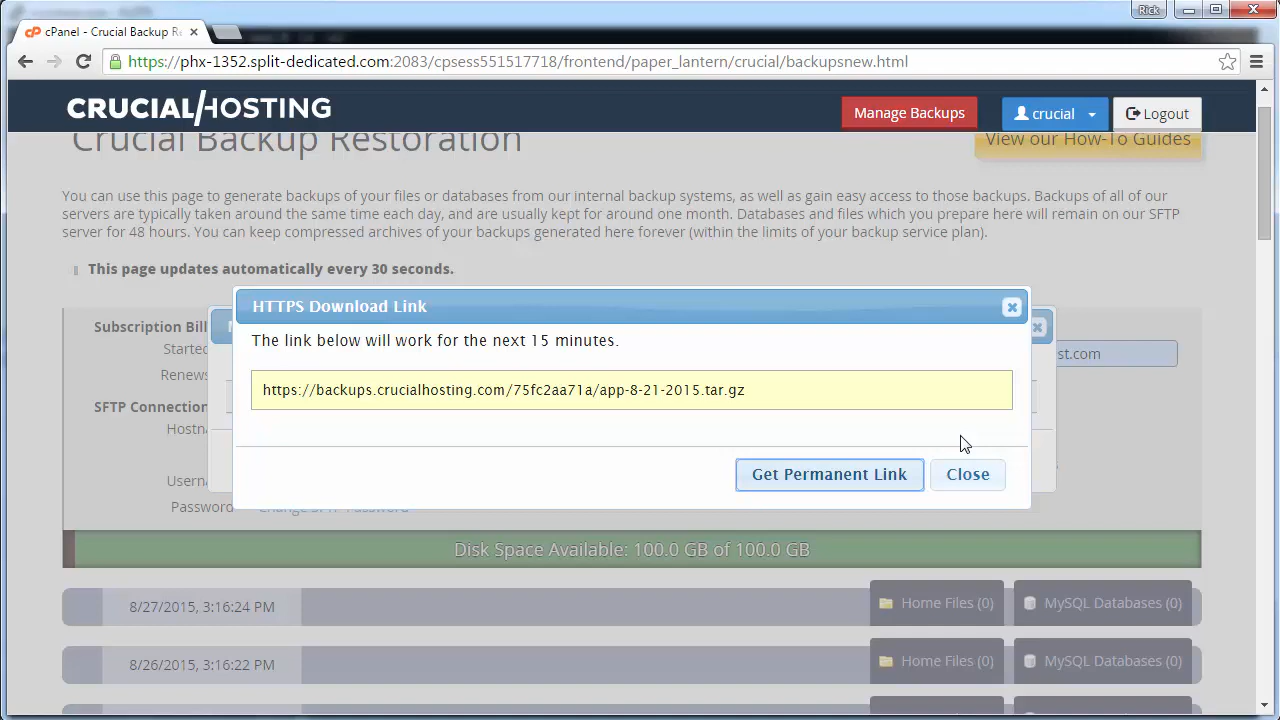 Rick
cPanel - Crucial Backup Re
https://phx-1352.split-dedicated.com:2083/cpsess551517718/frontend/paper_lantern/crucial/backupsnew.html
CRUCIAL/HOSTING
Manage Backups
crucial
Logout
Crucial Backup Restoration
View our How-To Guides
You can use this page to generate backups of your files or databases from our internal backup systems, as well as gain easy access to those backups. Backups of all of our
servers are typically taken around the same time each day, and are usually kept for around one month. Databases and files which you prepare here will remain on our SFTP
server for 48 hours. You can keep compressed archives of your backups generated here forever (within the limits of your backup service plan).
This page updates automatically every 30 seconds.
HTTPS Download Link
Subscription Bill
The link below will work for the next 15 minutes.
Started
st.com
Renews
https://backups.crucialhosting.com/75fc2aa71a/app-8-21-2015.tar.gz
SFTP Connection
Hostn
Get Permanent Link
Close
Userna
Password
Change SFTP Password
Disk Space Available: 100.0 GB of 100.0 GB
8/27/2015, 3:16:24 PM
Home Files (0)
MySQL Databases (0)
8/26/2015, 3:16:22 PM
Home Files (0)
MySQL Databases (0)